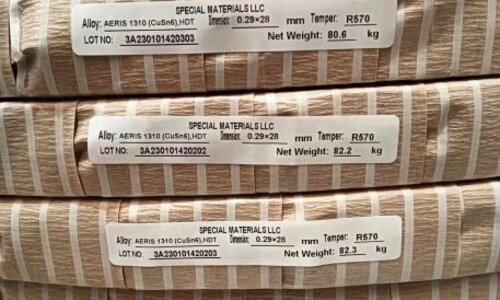 SPECIAL MATERIALS LLC
Alloy: AERIS 1310 (CuSn6),HDT Dimension: 0.29×28 mm Temper: R570
LOT NO: 3A230101420303 Net Weight: 80.6 kg
SPECIAL MATERIALS LLC
Alloy: AERIS 1310 (CuSn6),HDT Dimension: 0.29×28 mm Temper: R570
LOT NO: 3A230101420202 Net Weight: 82.2 kg
SPECIAL MATERIALS LLC
Alloy: AERIS 1310 (CuSn6),HDT Dimension: 0.29×28 mm Temper: R570
LOT NO: 3A230101420203 Net Weight: 82.3 kg